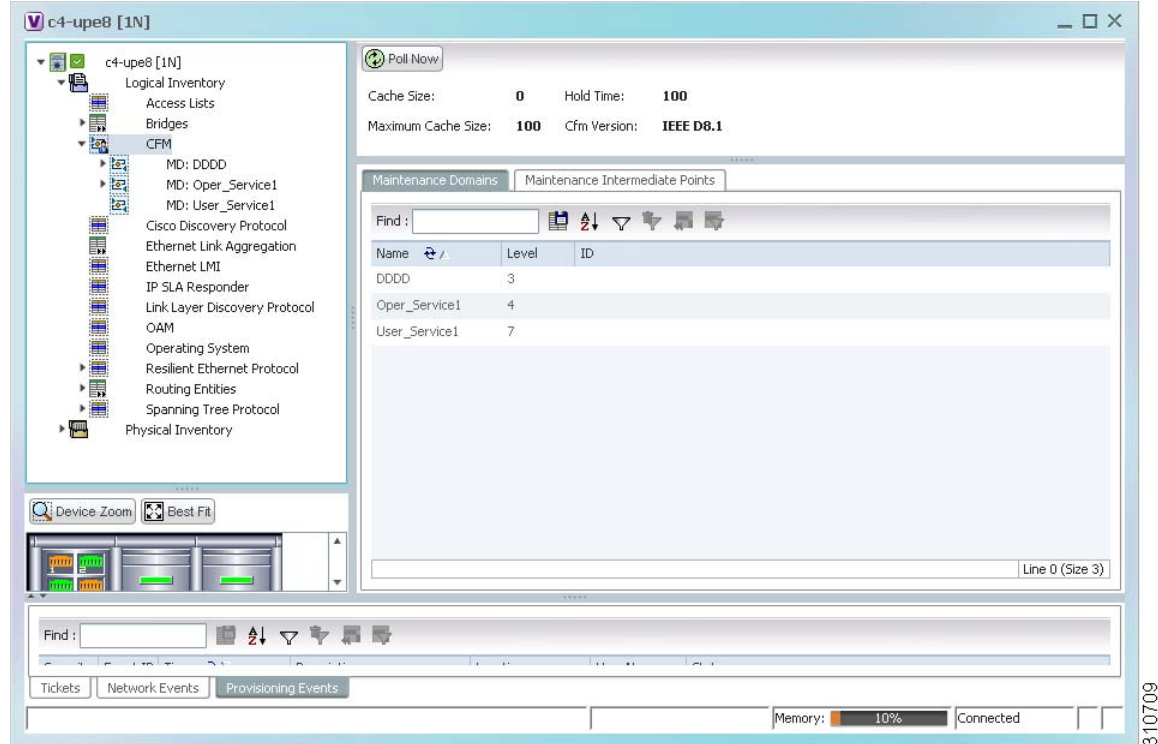 c4-upe8 [1N]
c4-upe8 [1N]
Logical Inventory
Access Lists
Bridges
CFM
MD: DDDD
MD: Oper_Service1
MD: User_Service1
Cisco Discovery Protocol
Ethernet Link Aggregation
Ethernet LMI
IP SLA Responder
Link Layer Discovery Protocol
OAM
Operating System
Resilient Ethernet Protocol
Routing Entities
Spanning Tree Protocol
Physical Inventory
Device Zoom Best Fit
1 2
Poll Now
Cache Size: 0 Hold Time: 100
Maximum Cache Size: 100 Cfm Version: IEEE D8.1
Maintenance Domains Maintenance Intermediate Points
Find :
Name Level ID
DDDD 3
Oper_Service1 4
User_Service1 7
Line 0 (Size 3)
Find :
Tickets Network Events Provisioning Events
Memory: 10% Connected
310709